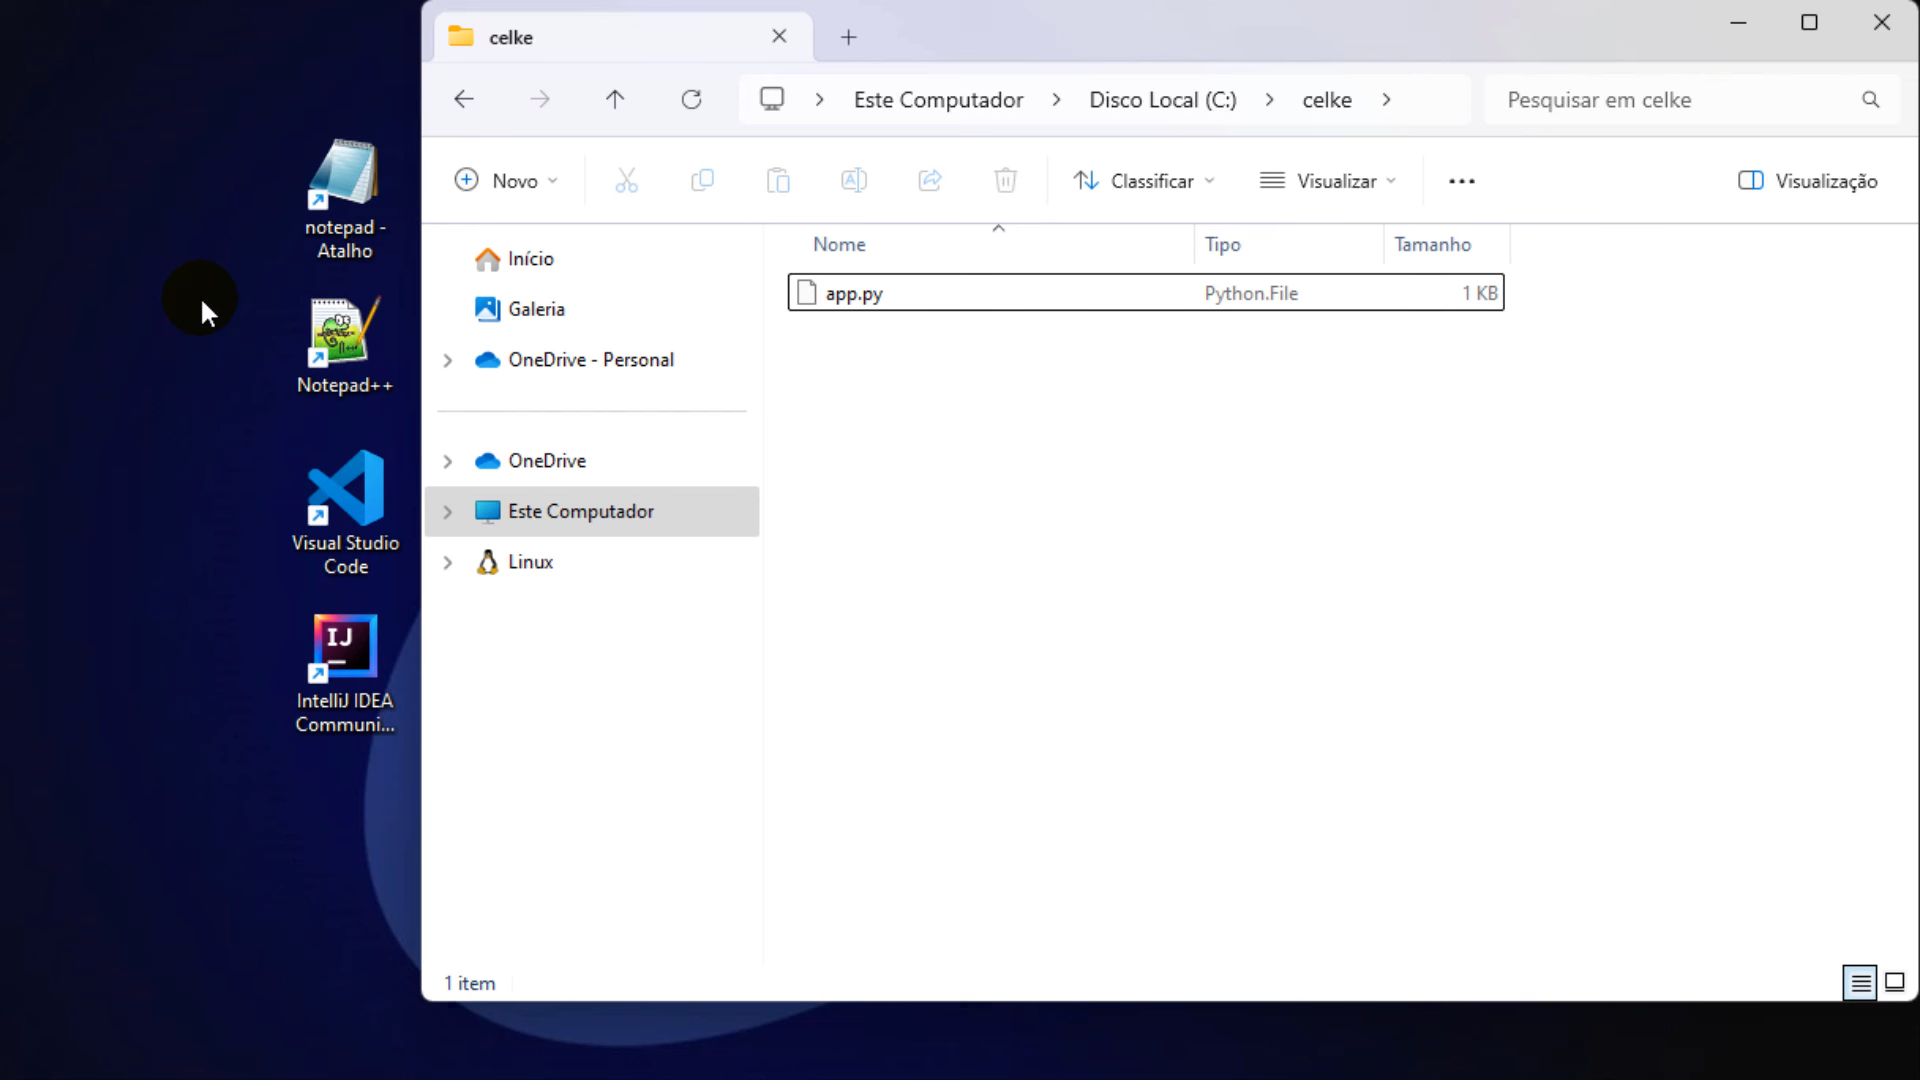 celke
Este Computador > Disco Local (C:) > celke >
Pesquisar em celke
Novo
Classificar
Visualizar
Visualização
notepad -
Atalho
Notepad++
Visual Studio
Code
IJ
IntelliJ IDEA
Communi...
Início
Galeria
OneDrive - Personal
OneDrive
Este Computador
Linux
Nome Tipo Tamanho
app.py Python.File 1 KB
1 item